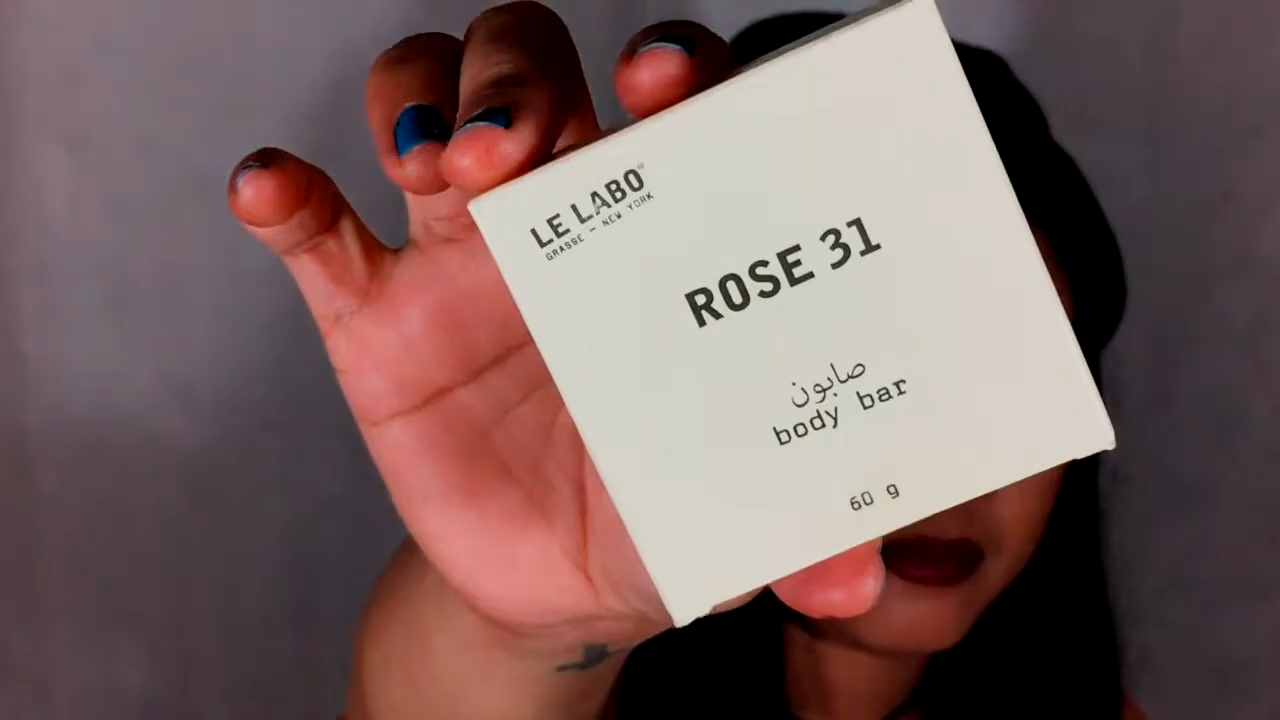 LE LABO
GRASSE — NEW YORK
ROSE 31
صابون
body bar
60 g